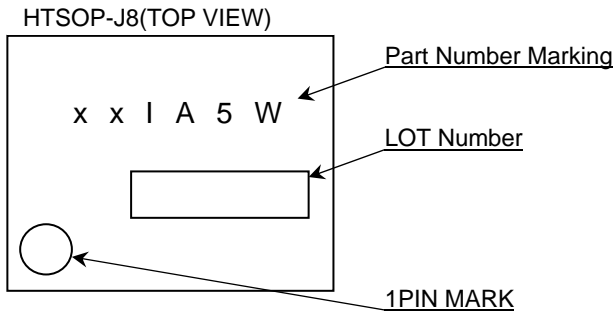 HTSOP-J8(TOP VIEW)
Part Number Marking
x x I A 5 W
LOT Number
1PIN MARK